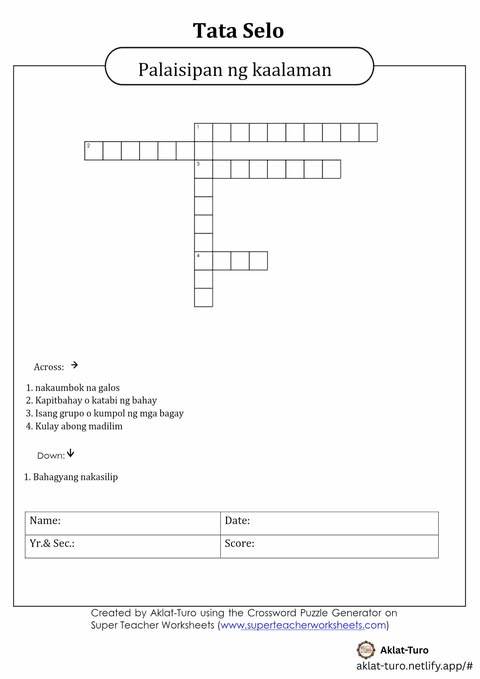 Tata Selo
Palaisipan ng kaalaman
1
2
3
4
Across: →
1. nakaumbok na galos
2. Kapitbahay o katabi ng bahay
3. Isang grupo o kumpol ng mga bagay
4. Kulay abong madilim
Down: ↓
1. Bahagyang nakasilip
Name: Date:
Yr.& Sec.: Score:
Created by Aklat-Turo using the Crossword Puzzle Generator on
Super Teacher Worksheets (www.superteacherworksheets.com)
Aklat-Turo
aklat-turo.netlify.app/#